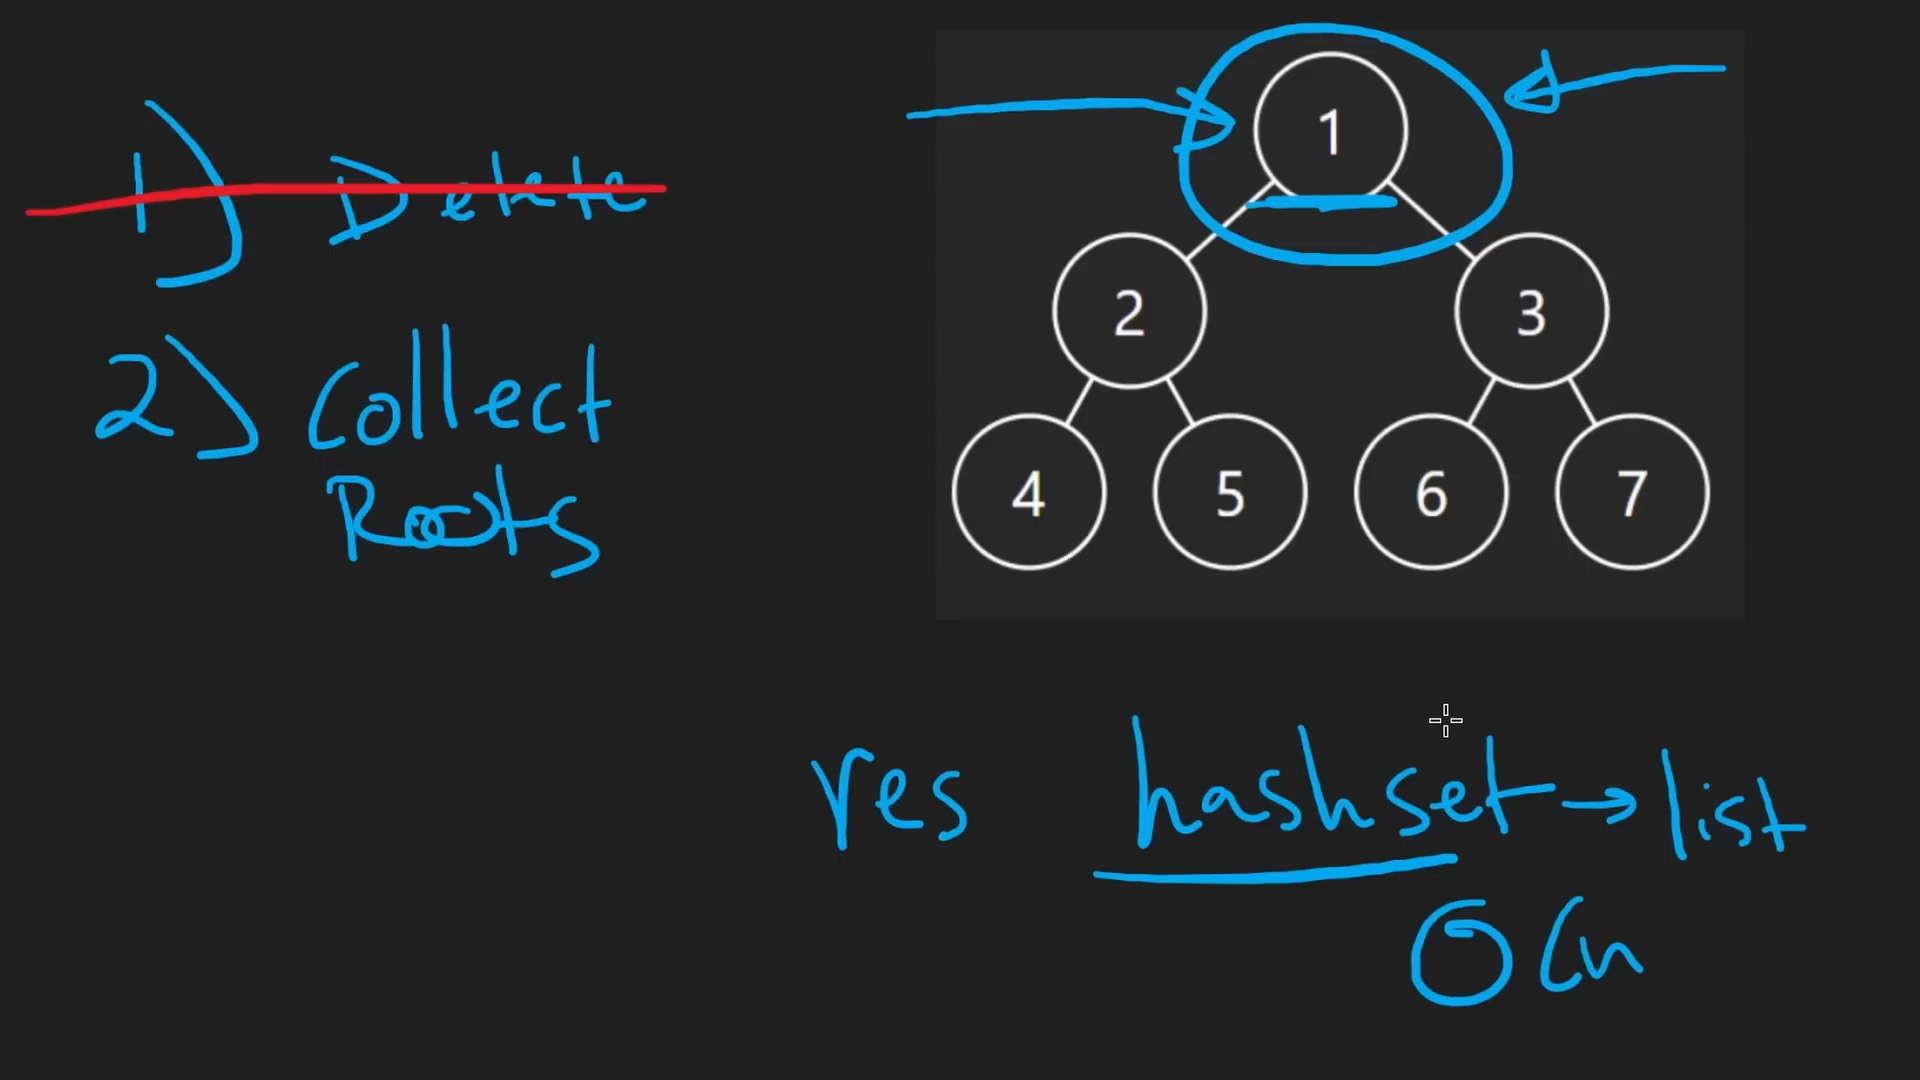 1) Delete
2) Collect
Roots
1
2 3
4 5 6 7
res hashset → list
O(n